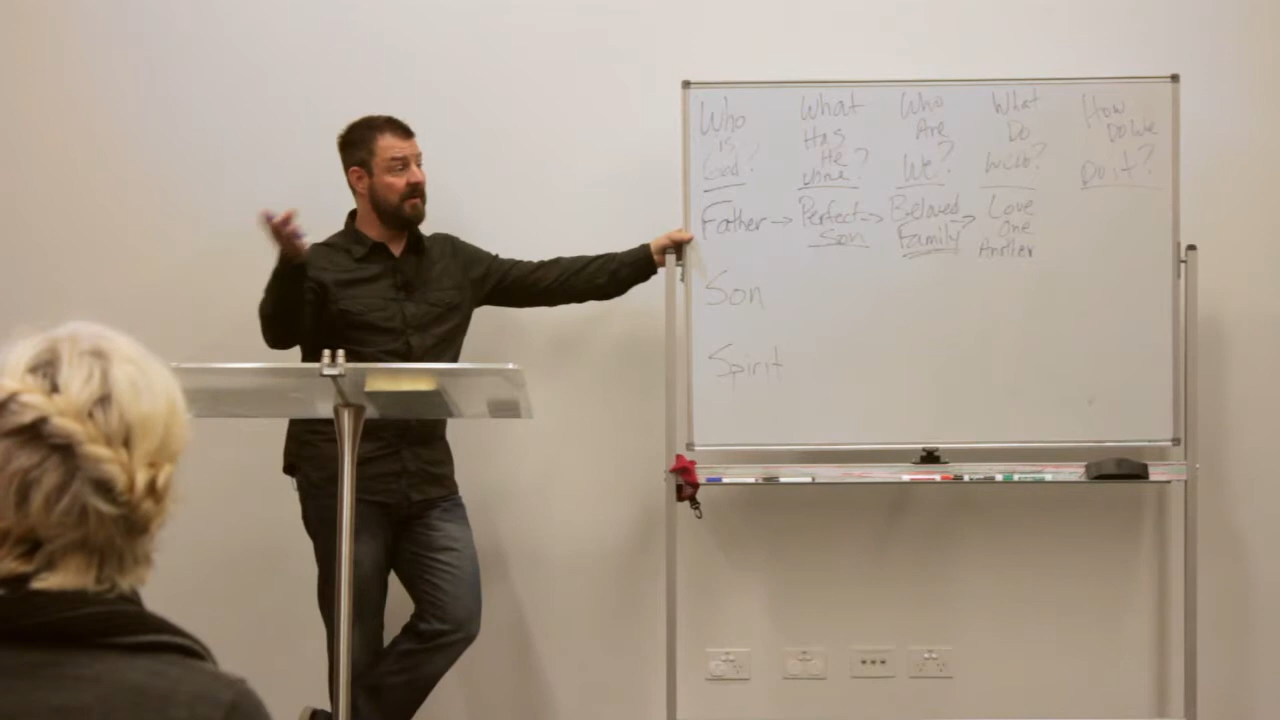 Who
is
God?
What
Has
He
done?
Who
Are
We?
What
Do
We Do?
How
Do We
Do it?
Father → Perfect Son → Beloved Family → Love One Another
Son
Spirit